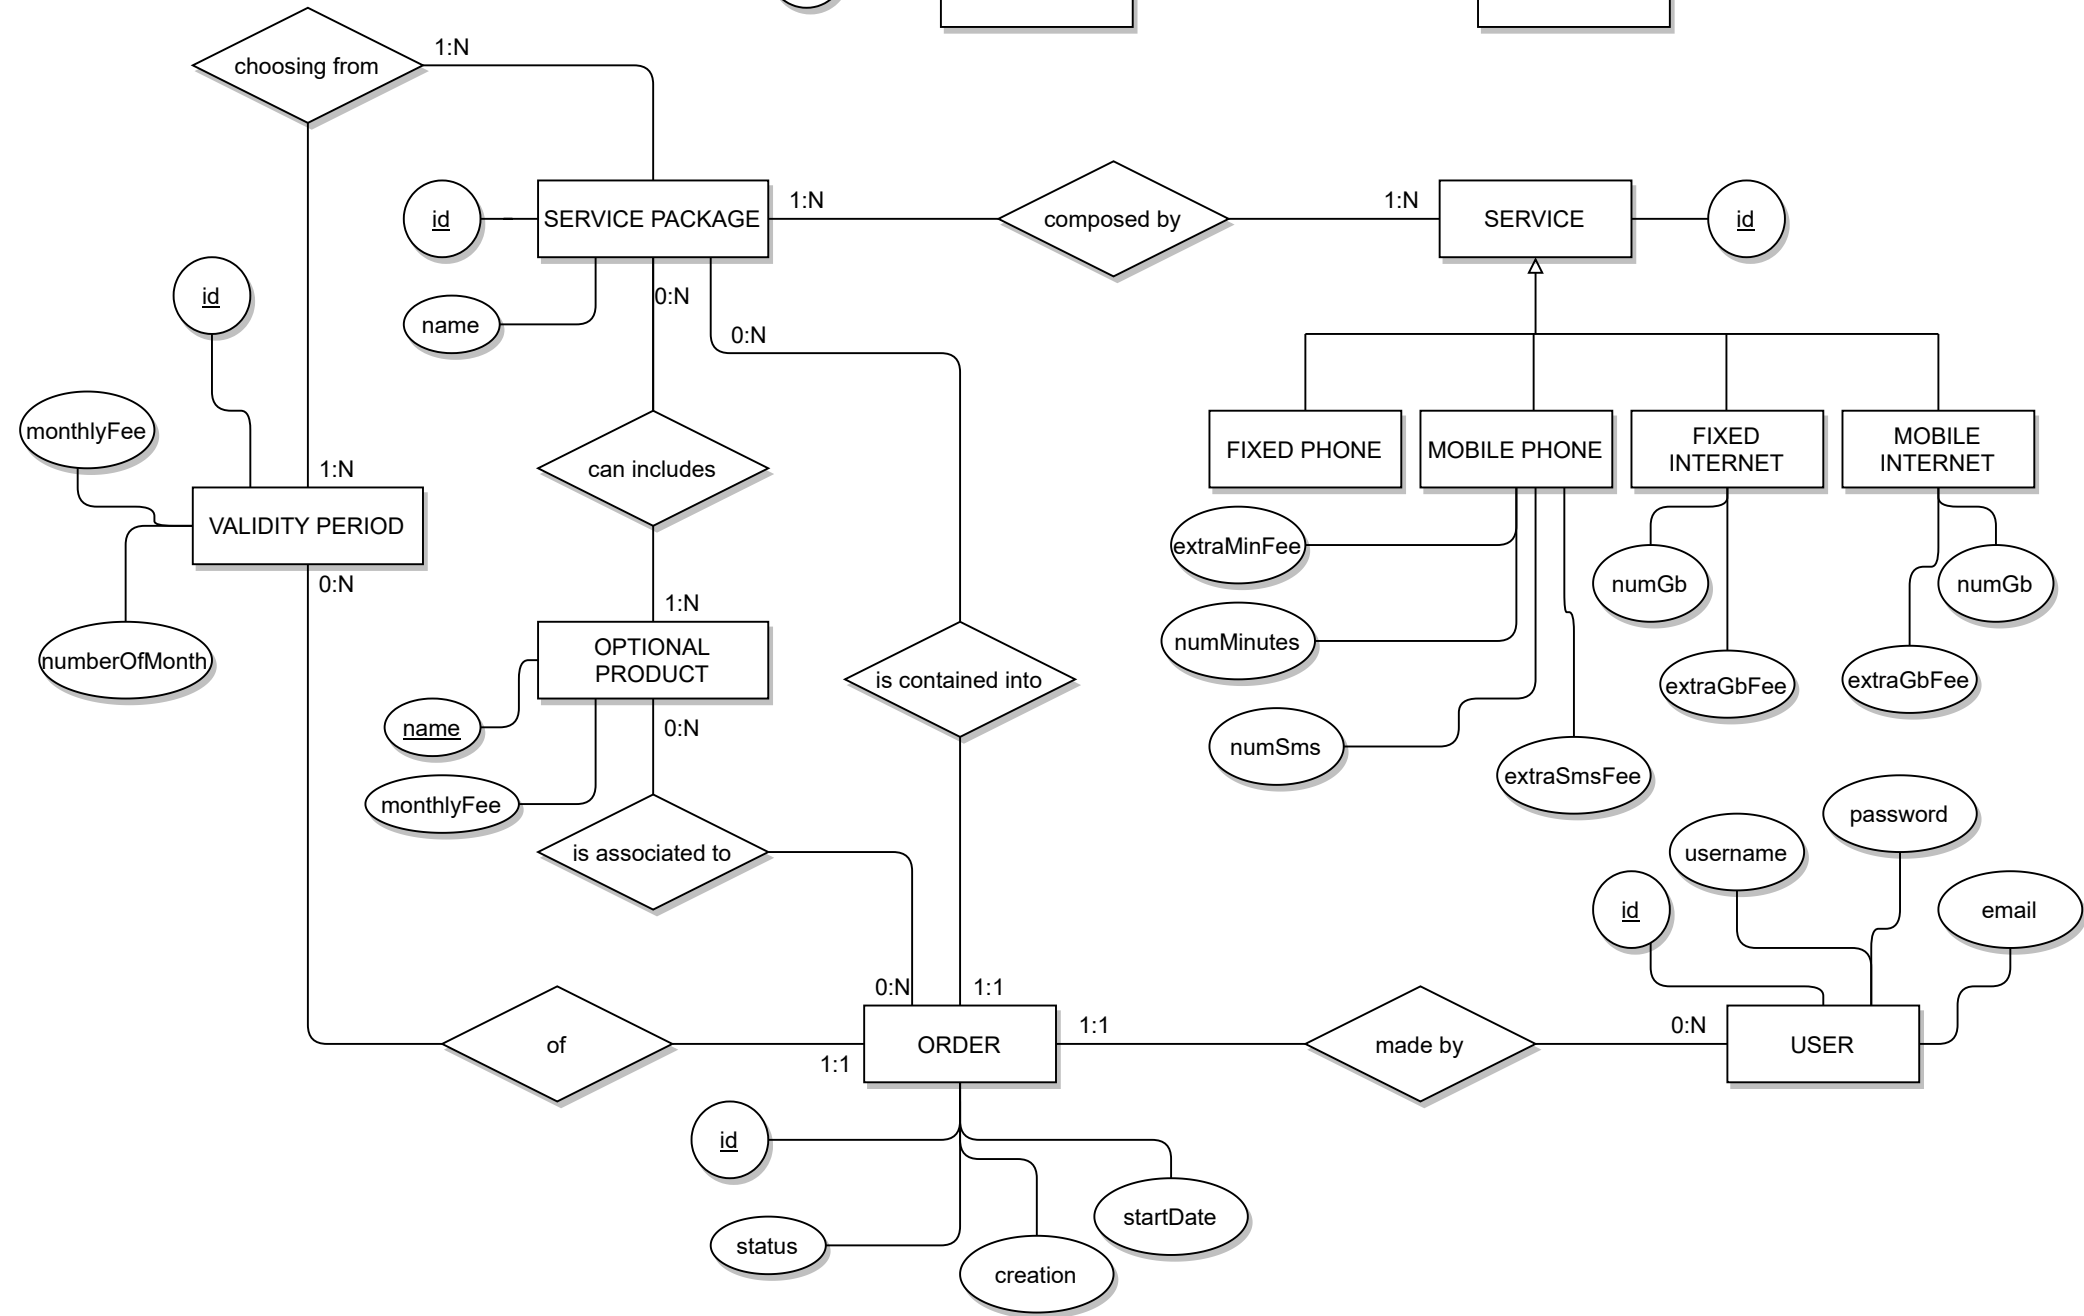 1:N
choosing from
1:N
1:N
id
SERVICE PACKAGE
composed by
SERVICE
id
id
name
0:N
0:N
monthlyFee
FIXED PHONE
MOBILE PHONE
FIXED
INTERNET
MOBILE
INTERNET
can includes
1:N
VALIDITY PERIOD
extraMinFee
0:N
numGb
numGb
1:N
numMinutes
numberOfMonth
OPTIONAL
PRODUCT
is contained into
extraGbFee
extraGbFee
name
0:N
numSms
extraSmsFee
monthlyFee
password
is associated to
username
id
email
0:N
1:1
1:1
0:N
of
ORDER
made by
USER
1:1
id
startDate
status
creation